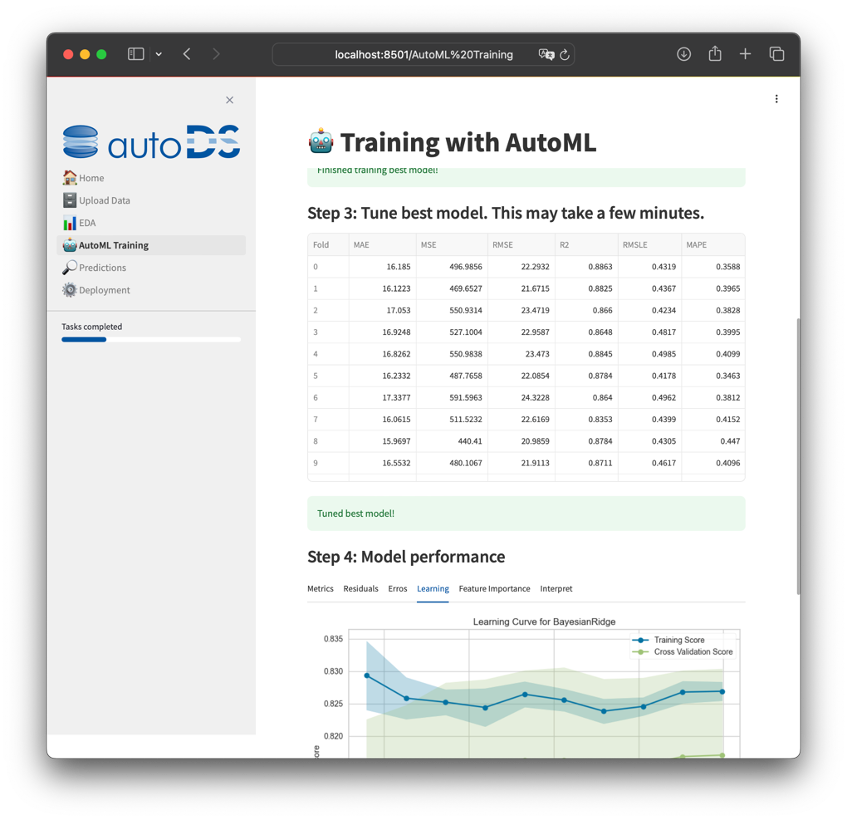 localhost:8501/AutoML%20Training
autoDS
Home
Upload Data
EDA
AutoML Training
Predictions
Deployment
Tasks completed
Training with AutoML
Finished training best model!
Step 3: Tune best model. This may take a few minutes.
Fold MAE MSE RMSE R2 RMSLE MAPE
0 16.185 496.9856 22.2932 0.8863 0.4319 0.3588
1 16.1223 469.6527 21.6715 0.8825 0.4367 0.3965
2 17.053 550.9314 23.4719 0.866 0.4234 0.3828
3 16.9248 527.1004 22.9587 0.8648 0.4817 0.3995
4 16.8262 550.9838 23.473 0.8845 0.4985 0.4099
5 16.2332 487.7658 22.0854 0.8784 0.4178 0.3463
6 17.3377 591.5963 24.3228 0.864 0.4962 0.3812
7 16.0615 511.5232 22.6169 0.8353 0.4399 0.4152
8 15.9697 440.41 20.9859 0.8784 0.4305 0.447
9 16.5532 480.1067 21.9113 0.8711 0.4617 0.4096
Tuned best model!
Step 4: Model performance
Metrics Residuals Erros Learning Feature Importance Interpret
Learning Curve for BayesianRidge
Training Score
Cross Validation Score
0.835
0.830
0.825
0.820